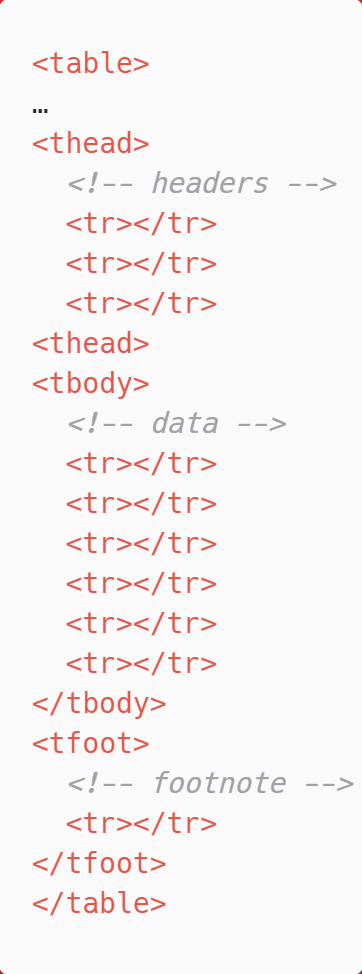 <table>
…
<thead>
<!-- headers -->
<tr></tr>
<tr></tr>
<tr></tr>
<thead>
<tbody>
<!-- data -->
<tr></tr>
<tr></tr>
<tr></tr>
<tr></tr>
<tr></tr>
<tr></tr>
</tbody>
<tfoot>
<!-- footnote -->
<tr></tr>
</tfoot>
</table>